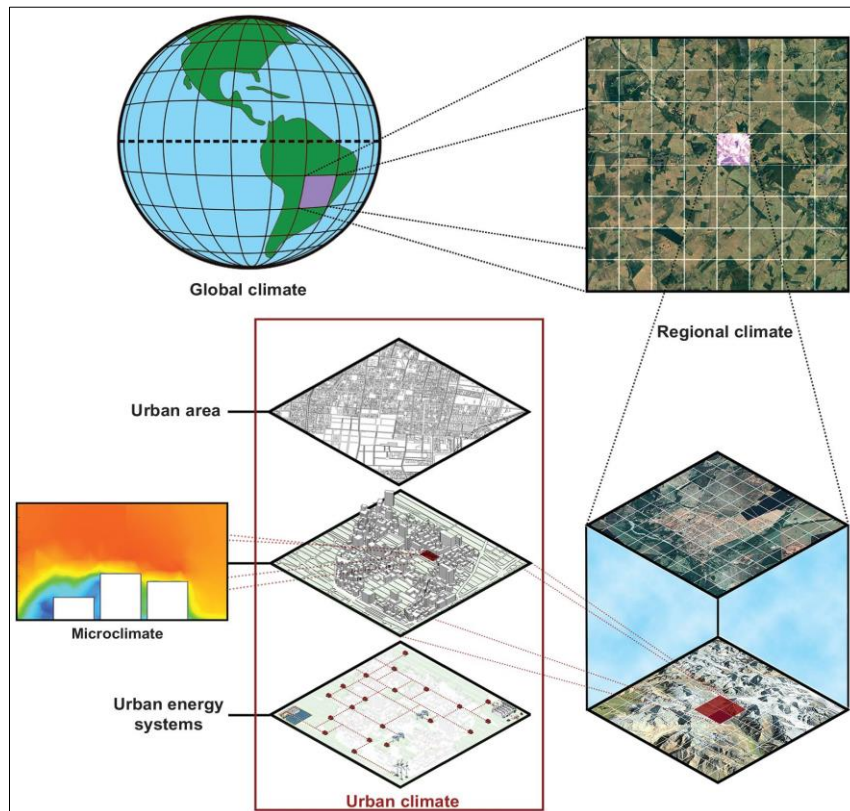 Global climate
Regional climate
Urban area
Microclimate
Urban energy
systems
Urban climate